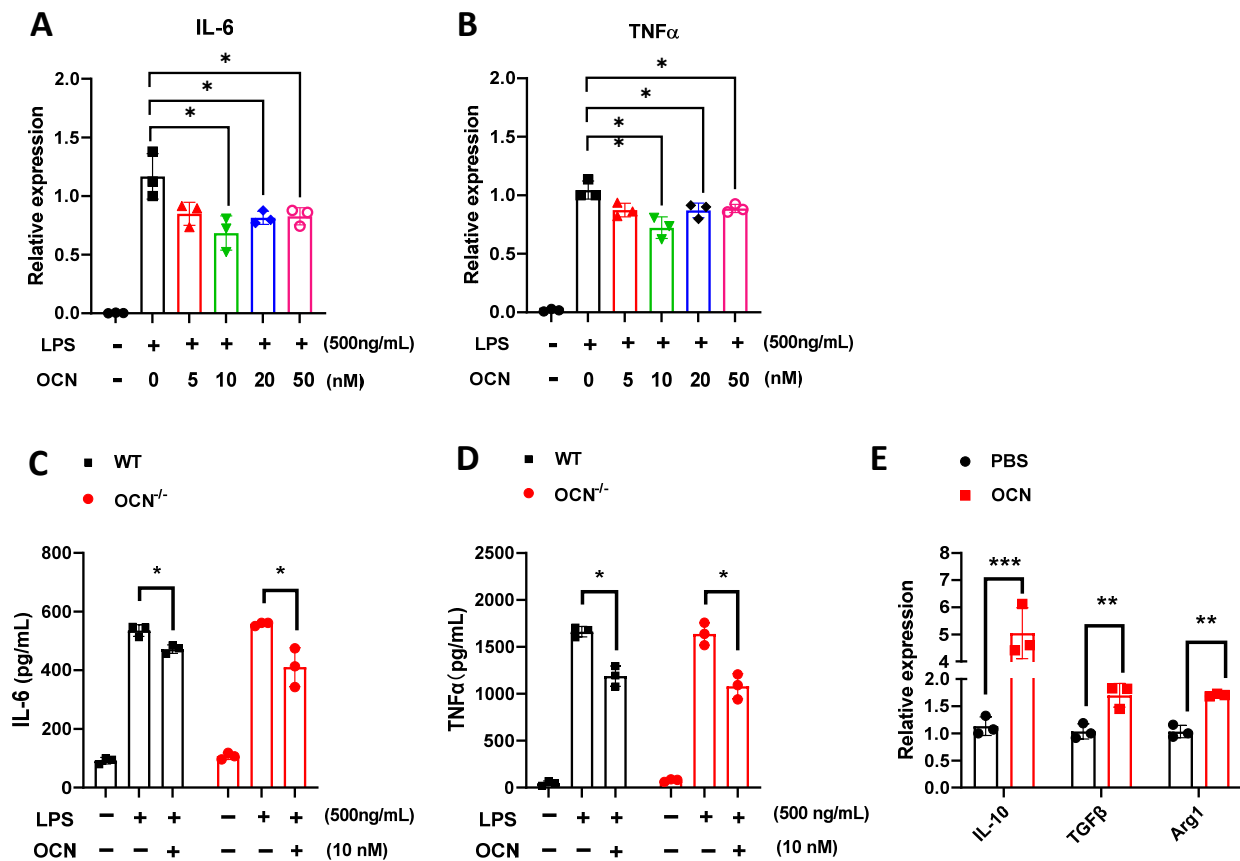 A
IL-6
Relative expression
2.0
1.5
1.0
0.5
0.0
*
*
*
LPS - + + + + + (500ng/mL)
OCN - 0 5 10 20 50 (nM)
B
TNFα
Relative expression
2.0
1.5
1.0
0.5
0.0
*
*
*
*
LPS - + + + + + (500ng/mL)
OCN - 0 5 10 20 50 (nM)
C
WT
OCN-/-
IL-6 (pg/mL)
800
600
400
200
0
* *
LPS − + + − + + (500ng/mL)
OCN − − + − − + (10 nM)
D
WT
OCN-/-
TNFα(pg/mL)
2500
2000
1500
1000
500
0
* *
LPS − + + − + + (500 ng/mL)
OCN − − + − − + (10 nM)
E
PBS
OCN
Relative expression
8
7
6
5
4
2.0
1.5
1.0
0.5
0.0
*** ** **
IL-10 TGFβ Arg1